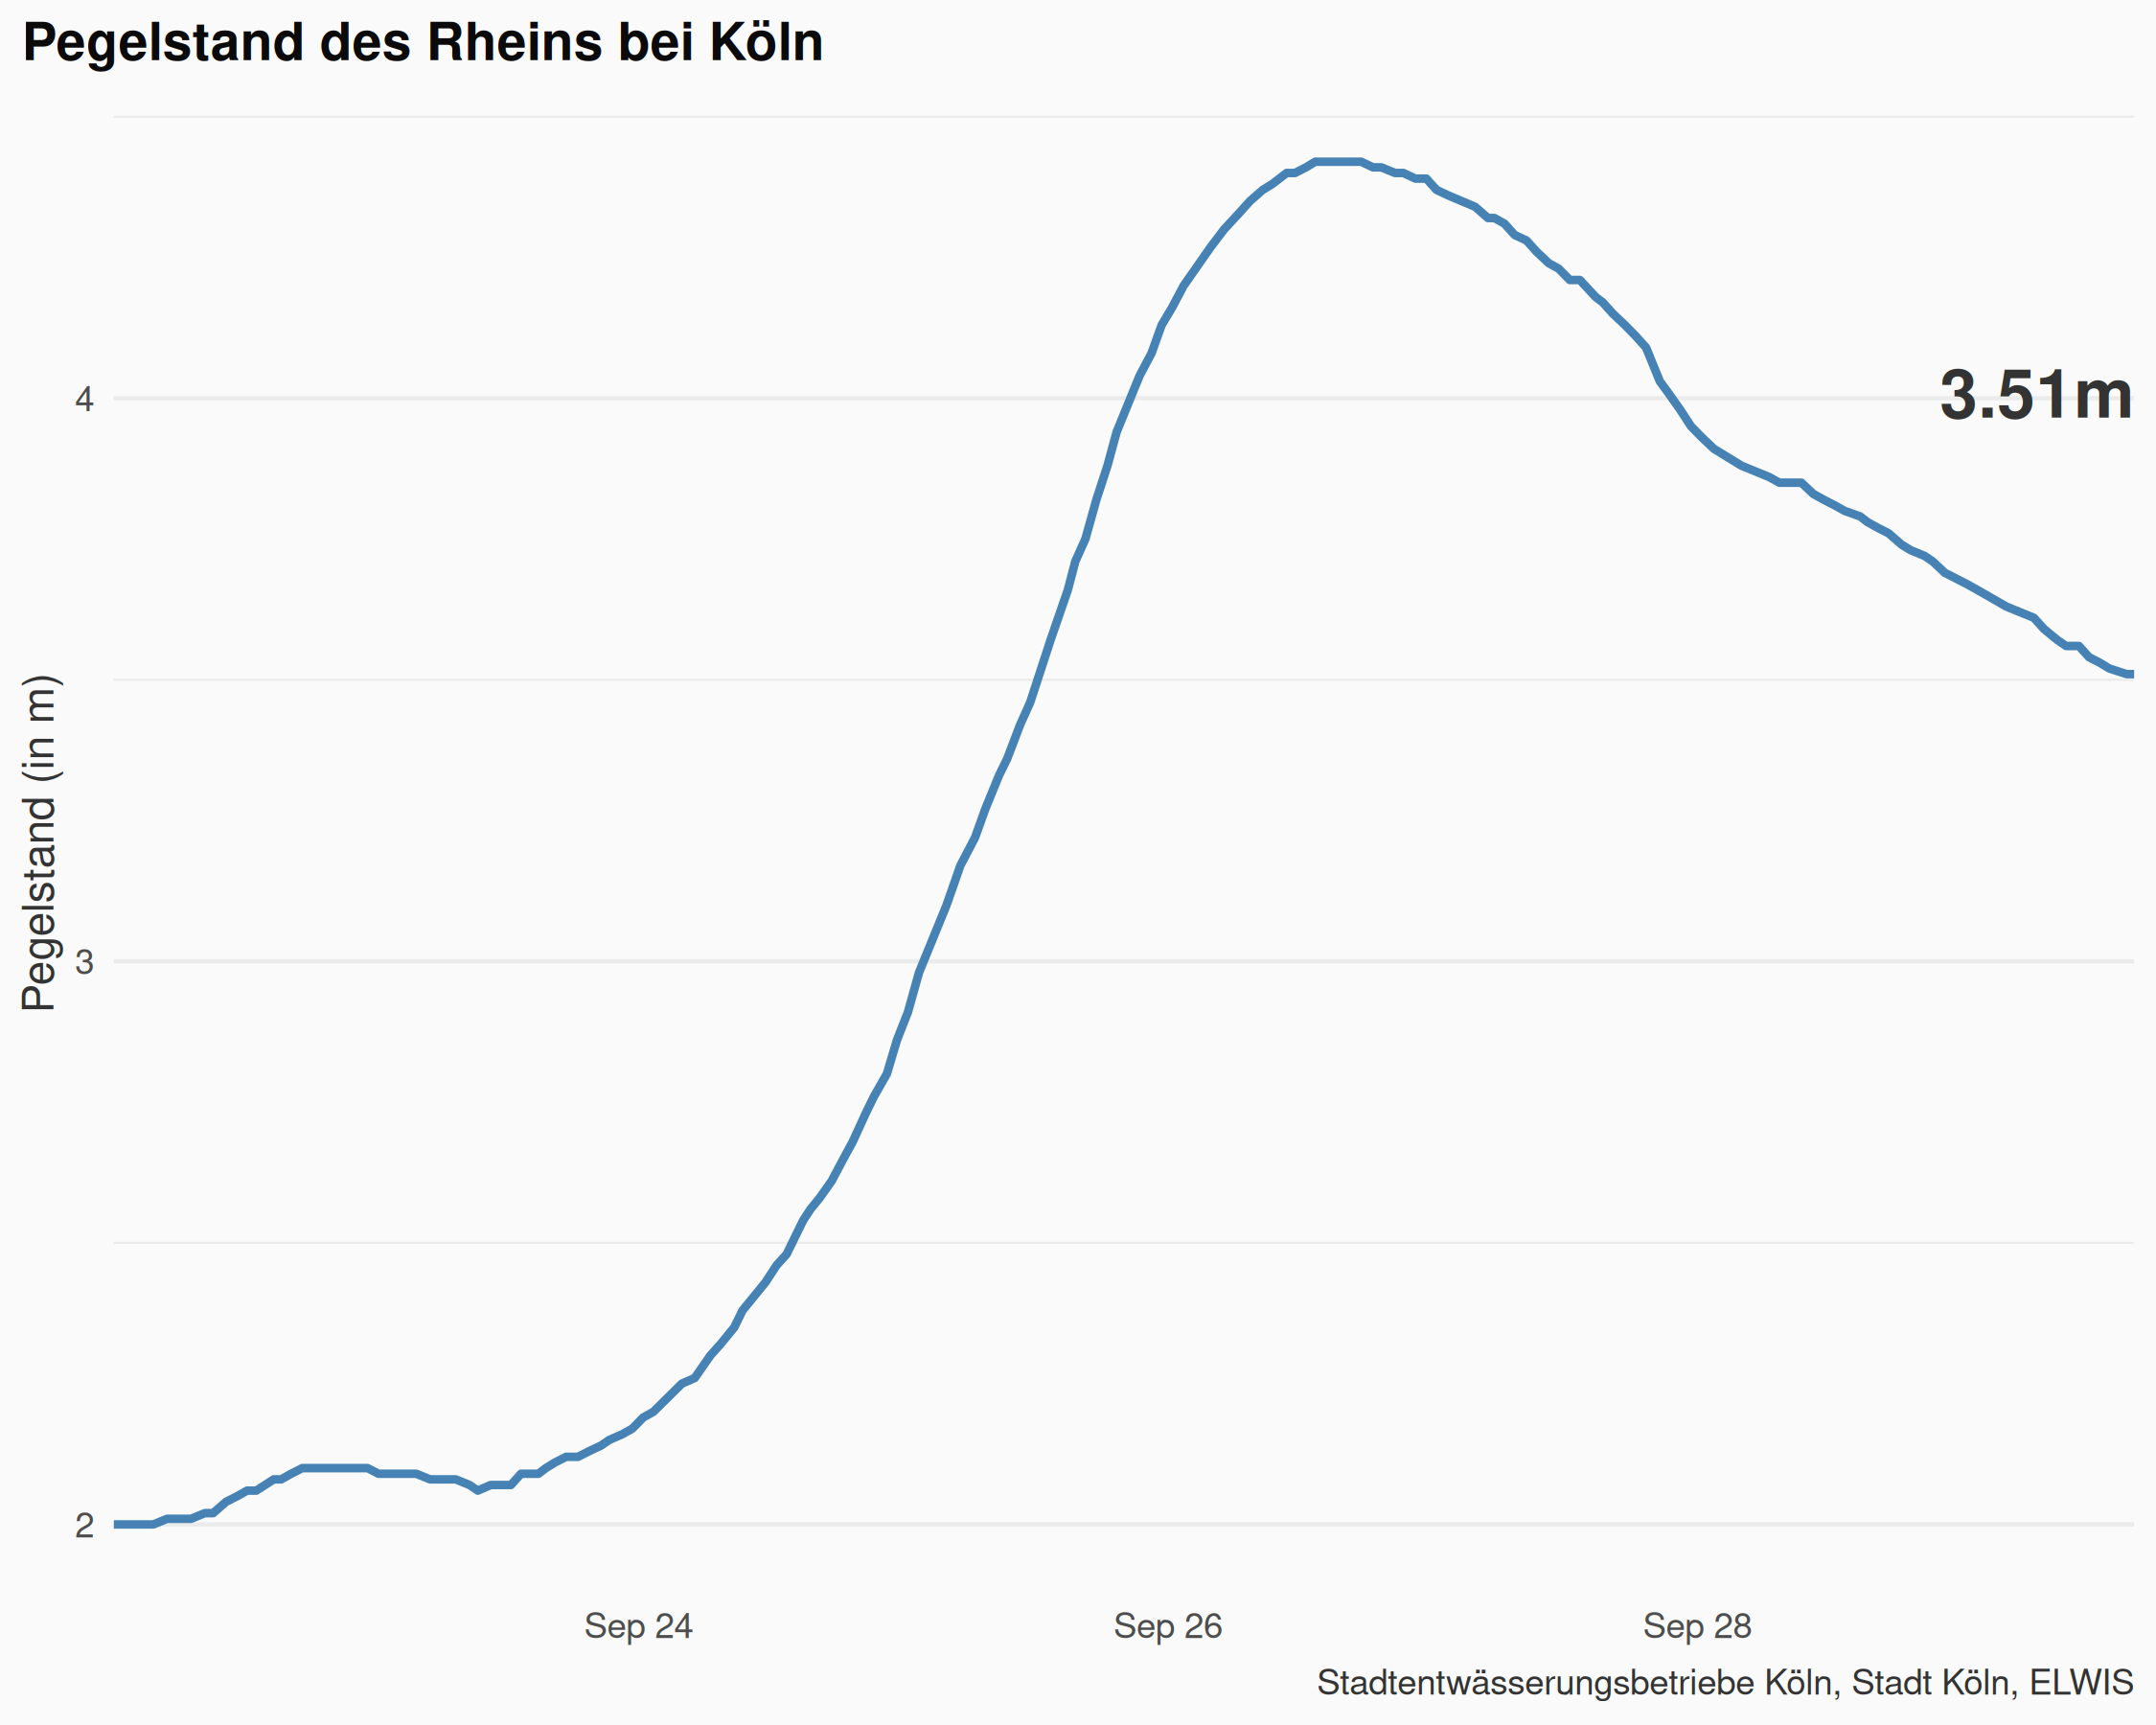 Pegelstand des Rheins bei Köln
Pegelstand (in m)
4
3
2
3.51m
Sep 24
Sep 26
Sep 28
Stadtentwässerungsbetriebe Köln, Stadt Köln, ELWIS